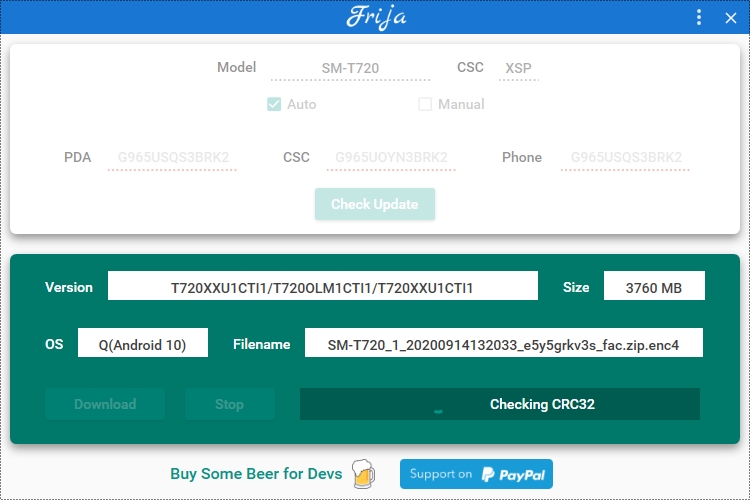 Frija
Model SM-T720 CSC XSP
Auto Manual
PDA G965USQS3BRK2 CSC G965UOYN3BRK2 Phone G965USQS3BRK2
Check Update
Version T720XXU1CTI1/T720OLM1CTI1/T720XXU1CTI1 Size 3760 MB
OS Q(Android 10) Filename SM-T720_1_20200914132033_e5y5grkv3s_fac.zip.enc4
Download Stop Checking CRC32
Buy Some Beer for Devs Support on PayPal